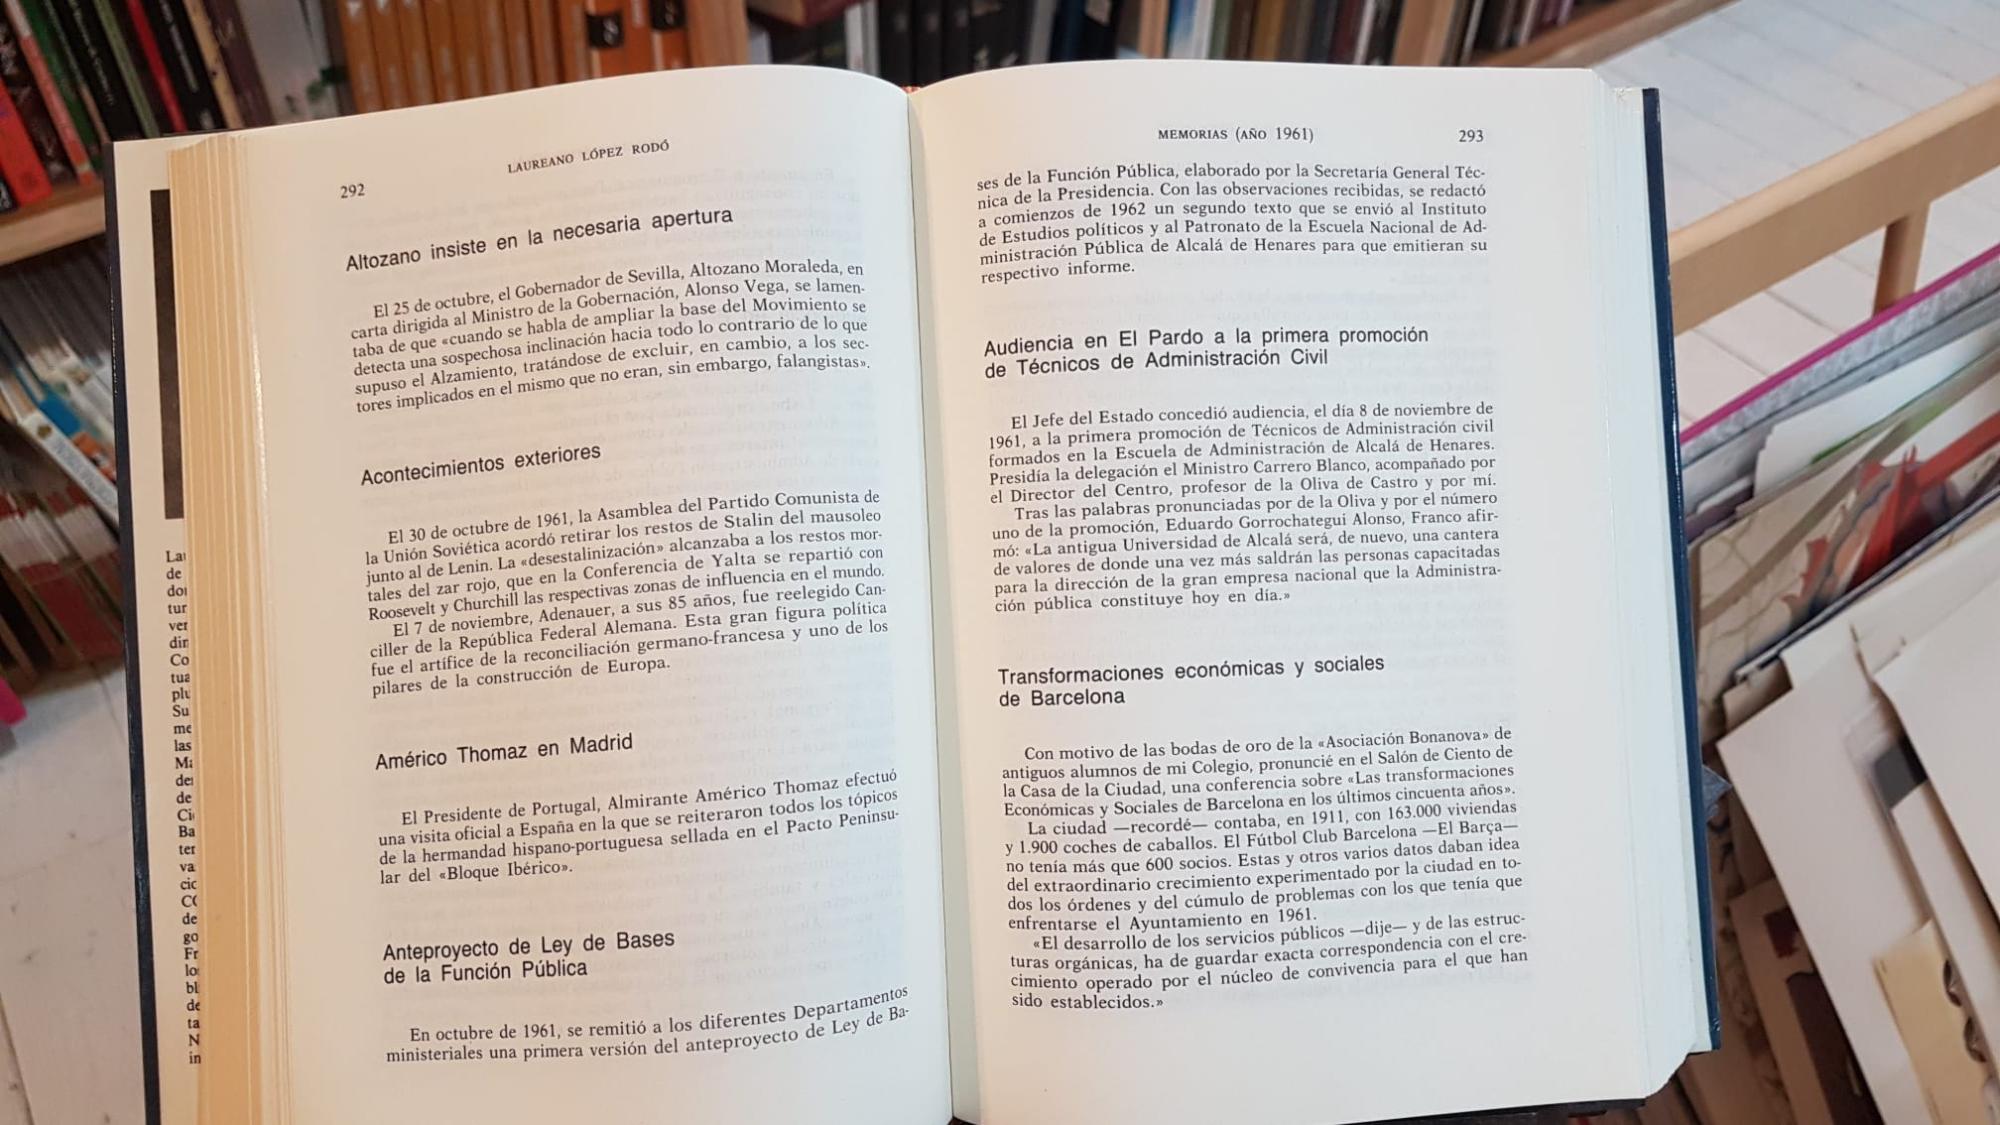 292
LAUREANO LÓPEZ RODÓ
Altozano insiste en la necesaria apertura
El 25 de octubre, el Gobernador de Sevilla, Altozano Moraleda, en
carta dirigida al Ministro de la Gobernación, Alonso Vega, se lamen-
taba de que «cuando se habla de ampliar la base del Movimiento se
detecta una sospechosa inclinación hacia todo lo contrario de lo que
supuso el Alzamiento, tratándose de excluir, en cambio, a los sec-
tores implicados en el mismo que no eran, sin embargo, falangistas».
Acontecimientos exteriores
El 30 de octubre de 1961, la Asamblea del Partido Comunista de
la Unión Soviética acordó retirar los restos de Stalin del mausoleo
junto al de Lenin. La «desestalinización» alcanzaba a los restos mor-
tales del zar rojo, que en la Conferencia de Yalta se repartió con
Roosevelt y Churchill las respectivas zonas de influencia en el mundo.
El 7 de noviembre, Adenauer, a sus 85 años, fue reelegido Can-
ciller de la República Federal Alemana. Esta gran figura política
fue el artífice de la reconciliación germano-francesa y uno de los
pilares de la construcción de Europa.
Américo Thomaz en Madrid
El Presidente de Portugal, Almirante Américo Thomaz efectuó
una visita oficial a España en la que se reiteraron todos los tópicos
de la hermandad hispano-portuguesa sellada en el Pacto Peninsu-
lar del «Bloque Ibérico».
Anteproyecto de Ley de Bases
de la Función Pública
En octubre de 1961, se remitió a los diferentes Departamentos
ministeriales una primera versión del anteproyecto de Ley de Ba-
MEMORIAS (AÑO 1961)
293
ses de la Función Pública, elaborado por la Secretaría General Téc-
nica de la Presidencia. Con las observaciones recibidas, se redactó
a comienzos de 1962 un segundo texto que se envió al Instituto
de Estudios políticos y al Patronato de la Escuela Nacional de Ad-
ministración Pública de Alcalá de Henares para que emitieran su
respectivo informe.
Audiencia en El Pardo a la primera promoción
de Técnicos de Administración Civil
El Jefe del Estado concedió audiencia, el día 8 de noviembre de
1961, a la primera promoción de Técnicos de Administración civil
formados en la Escuela de Administración de Alcalá de Henares.
Presidía la delegación el Ministro Carrero Blanco, acompañado por
el Director del Centro, profesor de la Oliva de Castro y por mí.
Tras las palabras pronunciadas por de la Oliva y por el número
uno de la promoción, Eduardo Gorrochategui Alonso, Franco afir-
mó: «La antigua Universidad de Alcalá será, de nuevo, una cantera
de valores de donde una vez más saldrán las personas capacitadas
para la dirección de la gran empresa nacional que la Administra-
ción pública constituye hoy en día.»
Transformaciones económicas y sociales
de Barcelona
Con motivo de las bodas de oro de la «Asociación Bonanova» de
antiguos alumnos de mi Colegio, pronuncié en el Salón de Ciento de
la Casa de la Ciudad, una conferencia sobre «Las transformaciones
Económicas y Sociales de Barcelona en los últimos cincuenta años».
La ciudad —recordé— contaba, en 1911, con 163.000 viviendas
y 1.900 coches de caballos. El Fútbol Club Barcelona —El Barça—
no tenía más que 600 socios. Estas y otros varios datos daban idea
del extraordinario crecimiento experimentado por la ciudad en to-
dos los órdenes y del cúmulo de problemas con los que tenía que
enfrentarse el Ayuntamiento en 1961.
«El desarrollo de los servicios públicos —dije— y de las estruc-
turas orgánicas, ha de guardar exacta correspondencia con el cre-
cimiento operado por el núcleo de convivencia para el que han
sido establecidos.»